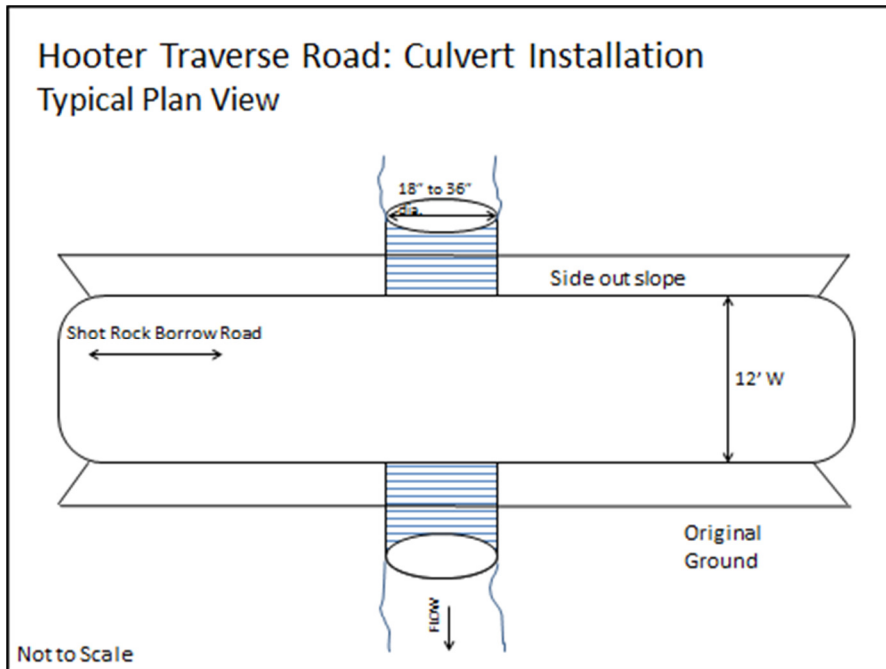 Hooter Traverse Road: Culvert Installation
Typical Plan View
18" to 36"
dia.
Side out slope
Shot Rock Borrow Road
12' W
Original
Ground
FLOW
Not to Scale